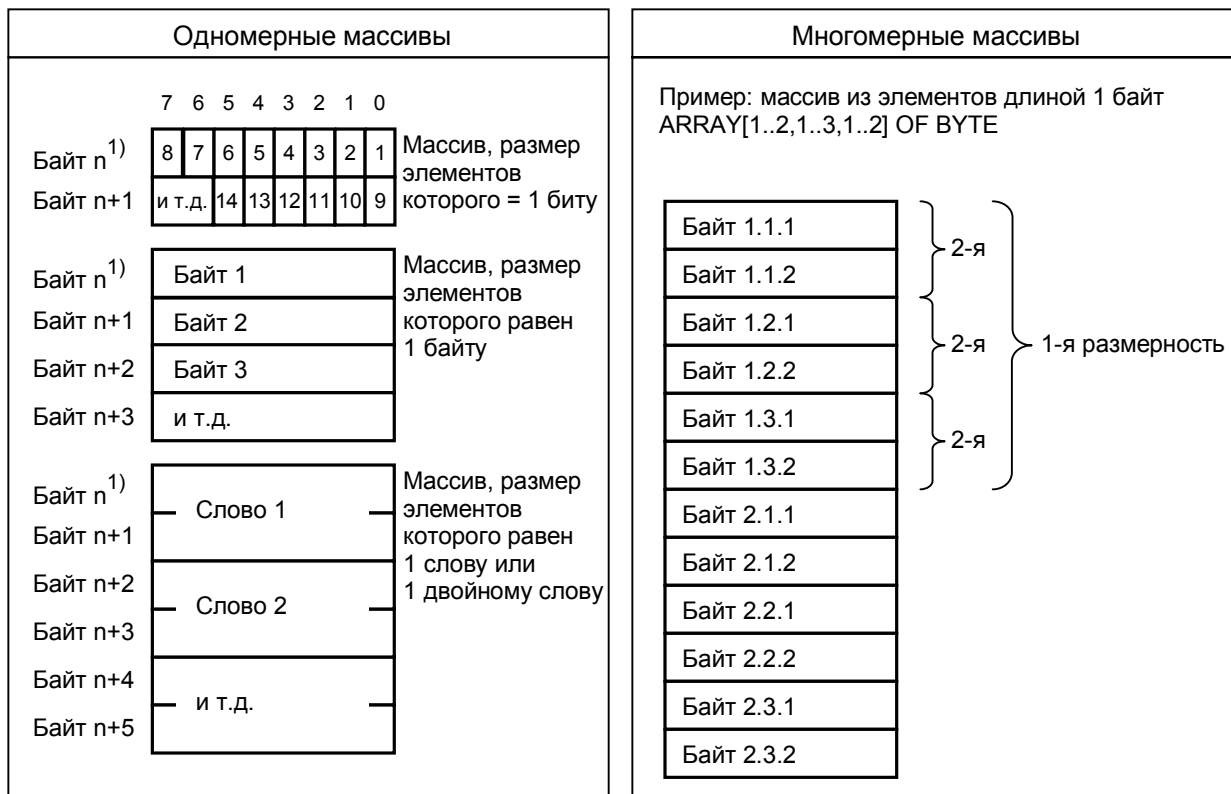 Одномерные массивы
7 6 5 4 3 2 1 0
Байт n1) 8 7 6 5 4 3 2 1
Байт n+1 и т.д. 14 13 12 11 10 9
Массив, размер
элементов
которого = 1 биту
Байт n1) Байт 1
Байт n+1 Байт 2
Байт n+2 Байт 3
Байт n+3 и т.д.
Массив, размер
элементов
которого равен
1 байту
Байт n1)
Слово 1
Байт n+1
Байт n+2
Слово 2
Байт n+3
Байт n+4
и т.д.
Байт n+5
Массив, размер
элементов
которого равен
1 слову или
1 двойному слову
Многомерные массивы
Пример: массив из элементов длиной 1 байт
ARRAY[1..2,1..3,1..2] OF BYTE
Байт 1.1.1
2-я
Байт 1.1.2
Байт 1.2.1
2-я
1-я размерность
Байт 1.2.2
Байт 1.3.1
2-я
Байт 1.3.2
Байт 2.1.1
Байт 2.1.2
Байт 2.2.1
Байт 2.2.2
Байт 2.3.1
Байт 2.3.2